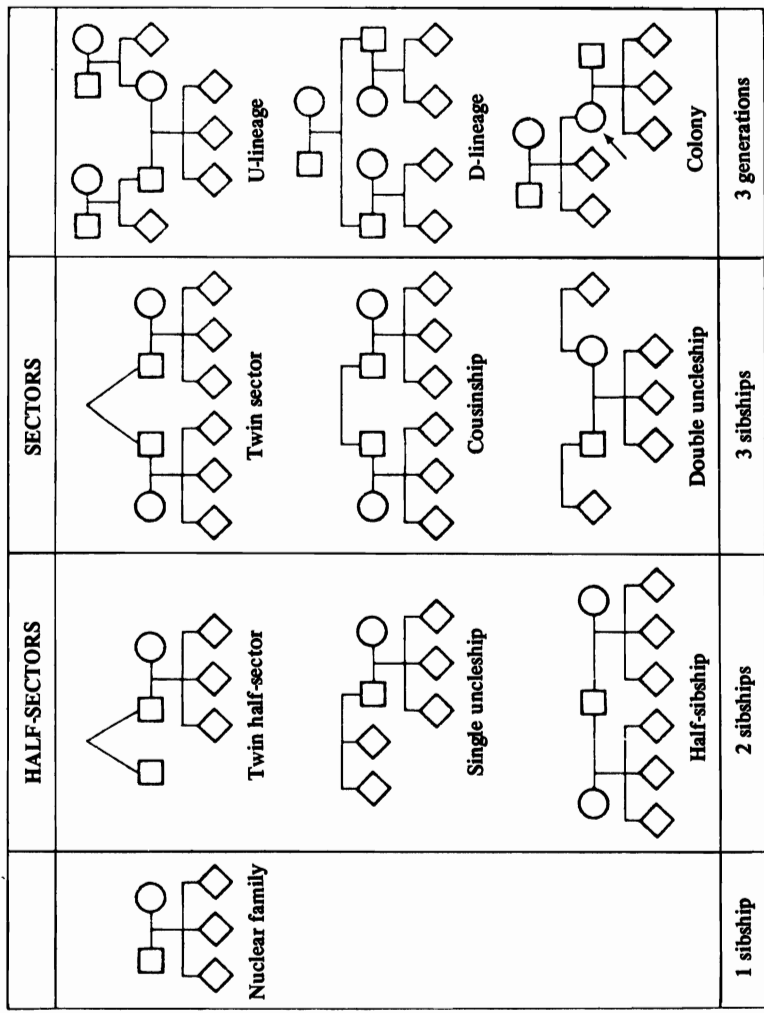 HALF-SECTORS
SECTORS
Nuclear family
Twin half-sector
Twin sector
U-lineage
Single uncleship
Cousinship
D-lineage
Half-sibship
Double uncleship
Colony
1 sibship
2 sibships
3 sibships
3 generations